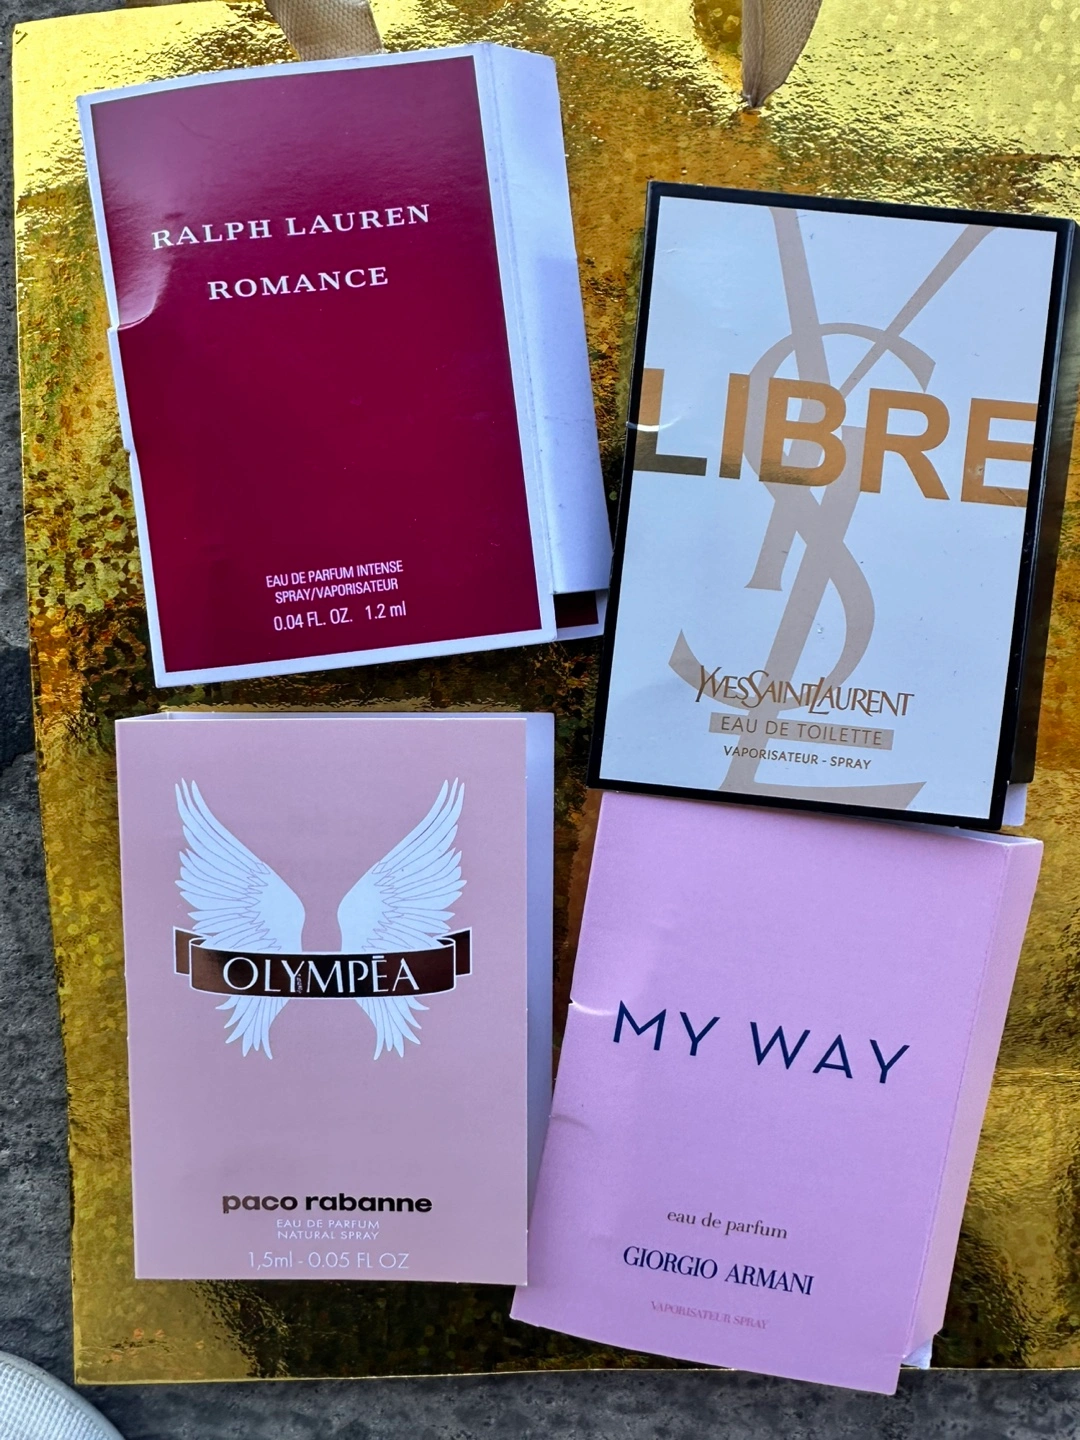 RALPH LAUREN
ROMANCE
EAU DE PARFUM INTENSE
SPRAY/VAPORISATEUR
0.04 FL. OZ. 1.2 ml
YSL
LIBRE
YVESSAINTLAURENT
EAU DE TOILETTE
VAPORISATEUR - SPRAY
OLYMPĒA
paco rabanne
EAU DE PARFUM
NATURAL SPRAY
1,5ml - 0.05 FL OZ
MY WAY
eau de parfum
GIORGIO ARMANI
VAPORISATEUR SPRAY